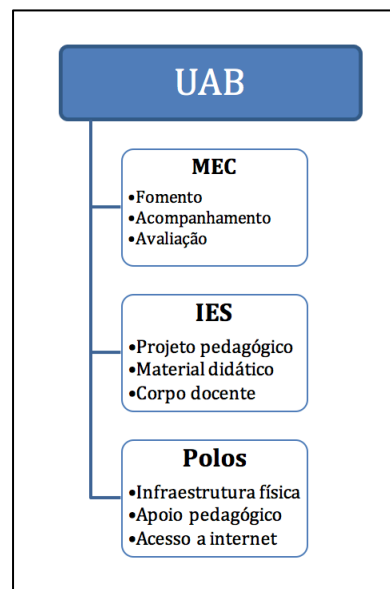 UAB
MEC
•Fomento
•Acompanhamento
•Avaliação
IES
•Projeto pedagógico
•Material didático
•Corpo docente
Polos
•Infraestrutura física
•Apoio pedagógico
•Acesso a internet